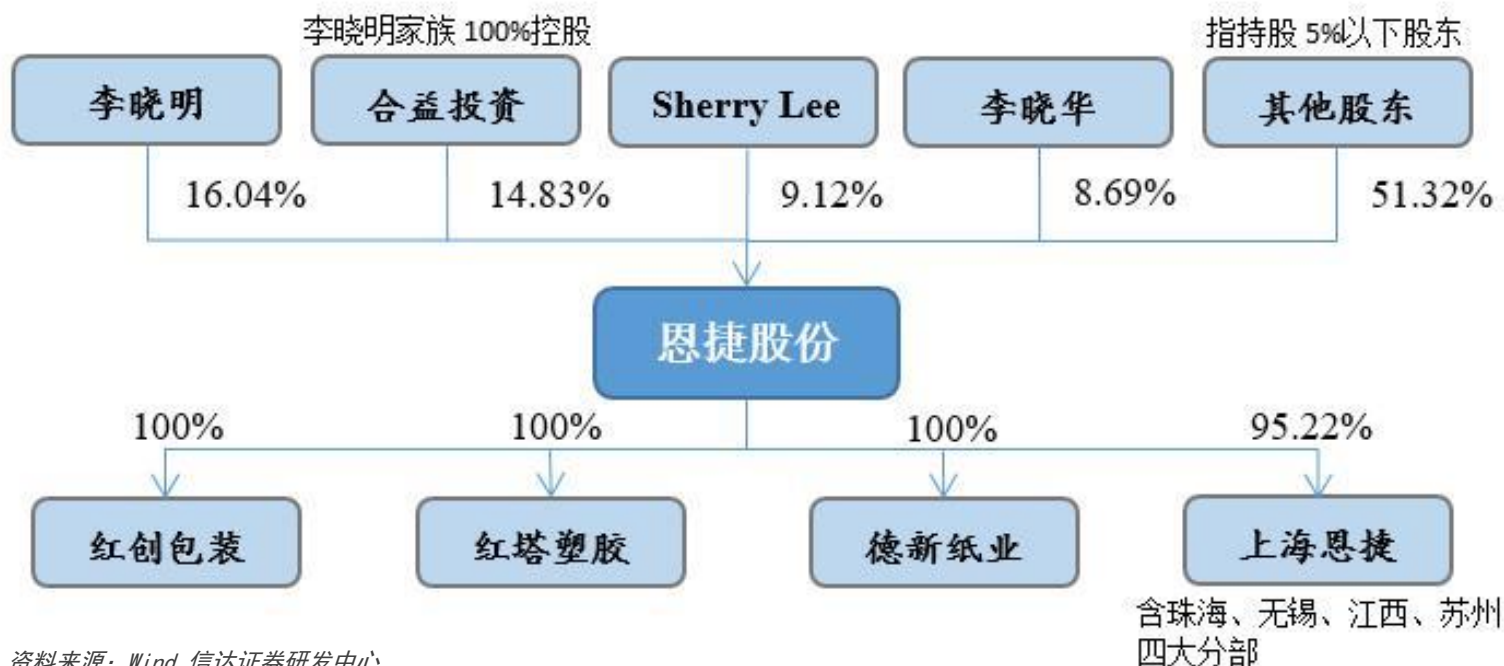 李晓明家族 100%控股
指持股 5%以下股东
李晓明
合益投资
Sherry Lee
李晓华
其他股东
16.04%
14.83%
9.12%
8.69%
51.32%
恩捷股份
100%
100%
100%
95.22%
红创包装
红塔塑胶
德新纸业
上海恩捷
含珠海、无锡、江西、苏州
四大分部
资料来源：Wind，信达证券研发中心